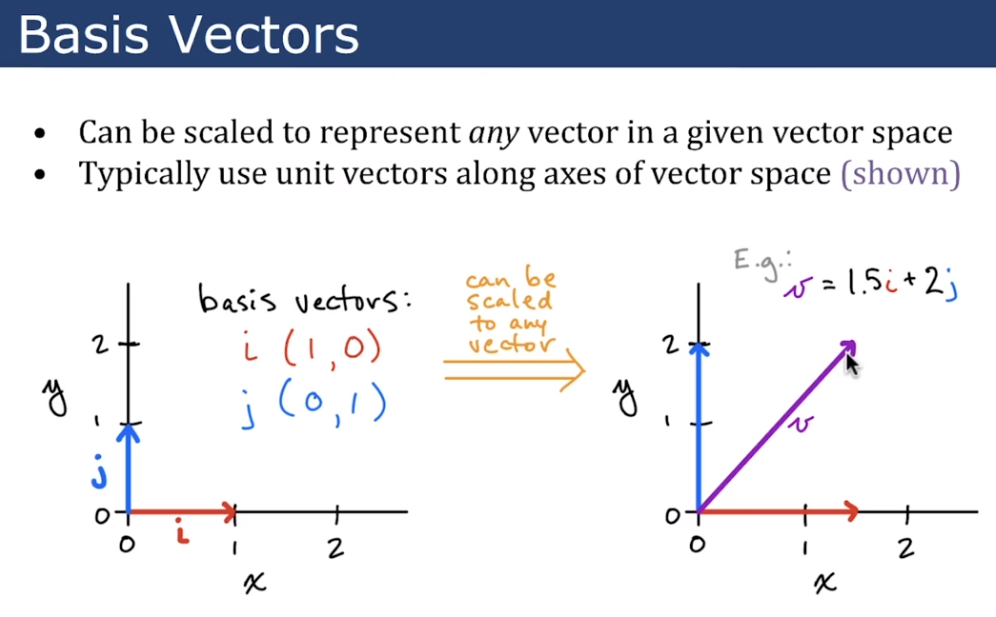 Basis Vectors
• Can be scaled to represent any vector in a given vector space
• Typically use unit vectors along axes of vector space (shown)
basis vectors:
i (1,0)
j (0,1)
2
y
1
j
0
i
0
1
2
x
can be
scaled
to any
vector
E.g.:
v = 1.5i + 2j
2
y
1
v
0
0
1
2
x